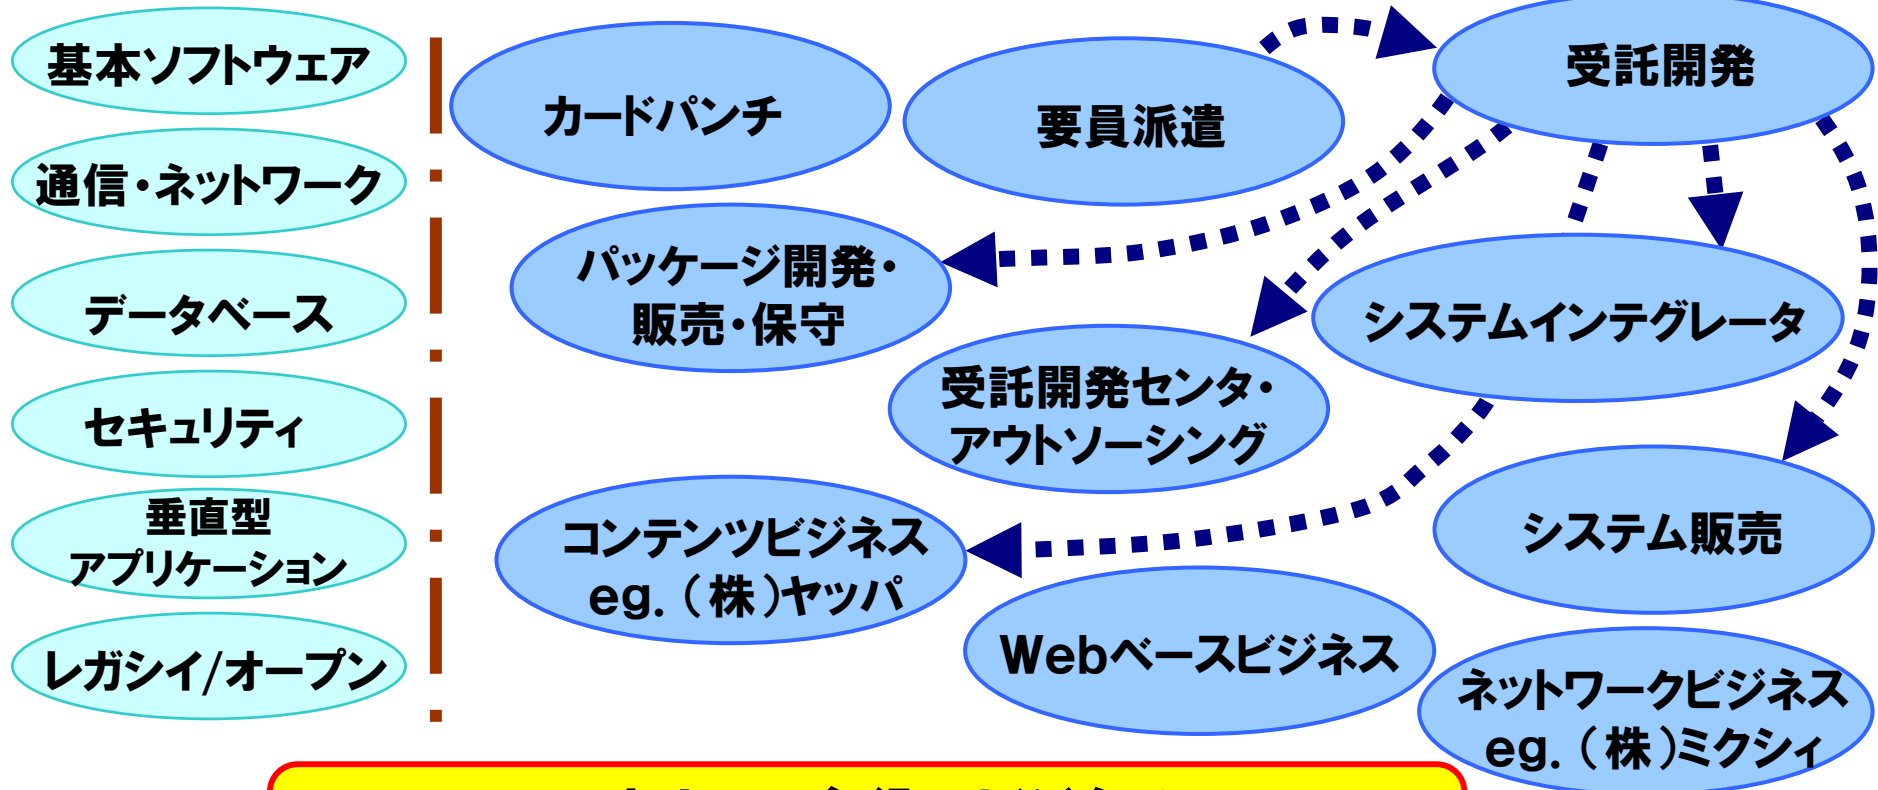 基本ソフトウェア
通信・ネットワーク
データベース
セキュリティ
垂直型
アプリケーション
レガシイ/オープン
カードパンチ
要員派遣
受託開発
パッケージ開発・
販売・保守
システムインテグレータ
受託開発センタ・
アウトソーシング
システム販売
コンテンツビジネス
eg.（株）ヤッパ
Webベースビジネス
ネットワークビジネス
eg.（株）ミクシィ